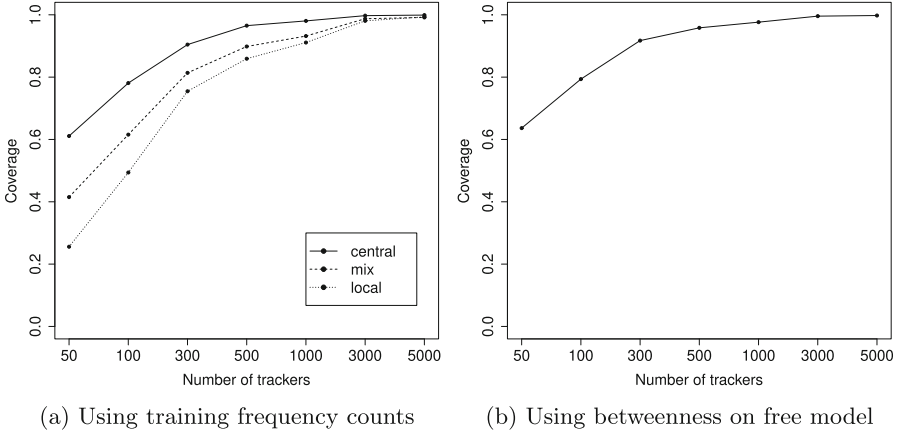 Coverage
1.0
0.8
0.6
0.4
0.2
0.0
central
mix
local
50 100 300 500 1000 3000 5000
Number of trackers
(a) Using training frequency counts
Coverage
1.0
0.8
0.6
0.4
0.2
0.0
50 100 300 500 1000 3000 5000
Number of trackers
(b) Using betweenness on free model